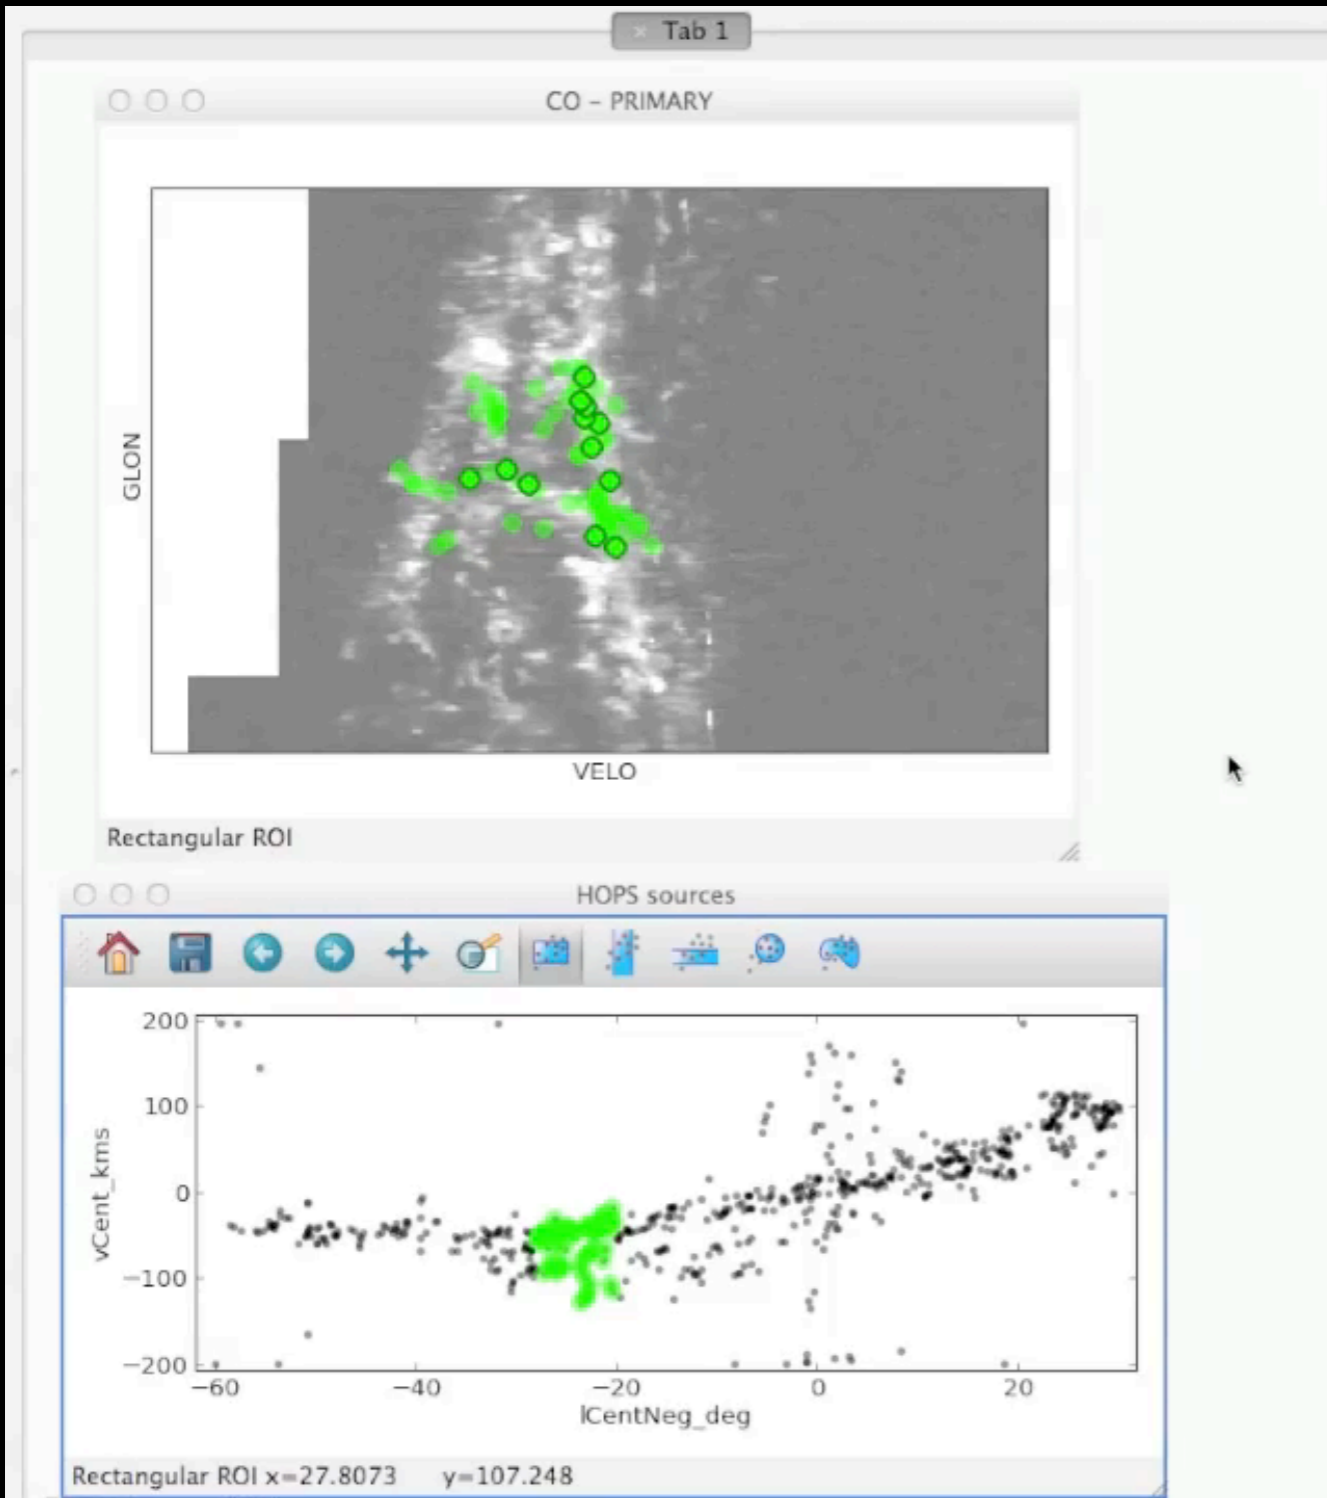 Tab 1
CO - PRIMARY
GLON
VELO
Rectangular ROI
HOPS sources
200
100
0
−100
−200
vCent_kms
−60 −40 −20 0 20
lCentNeg_deg
Rectangular ROI x=27.8073 y=107.248